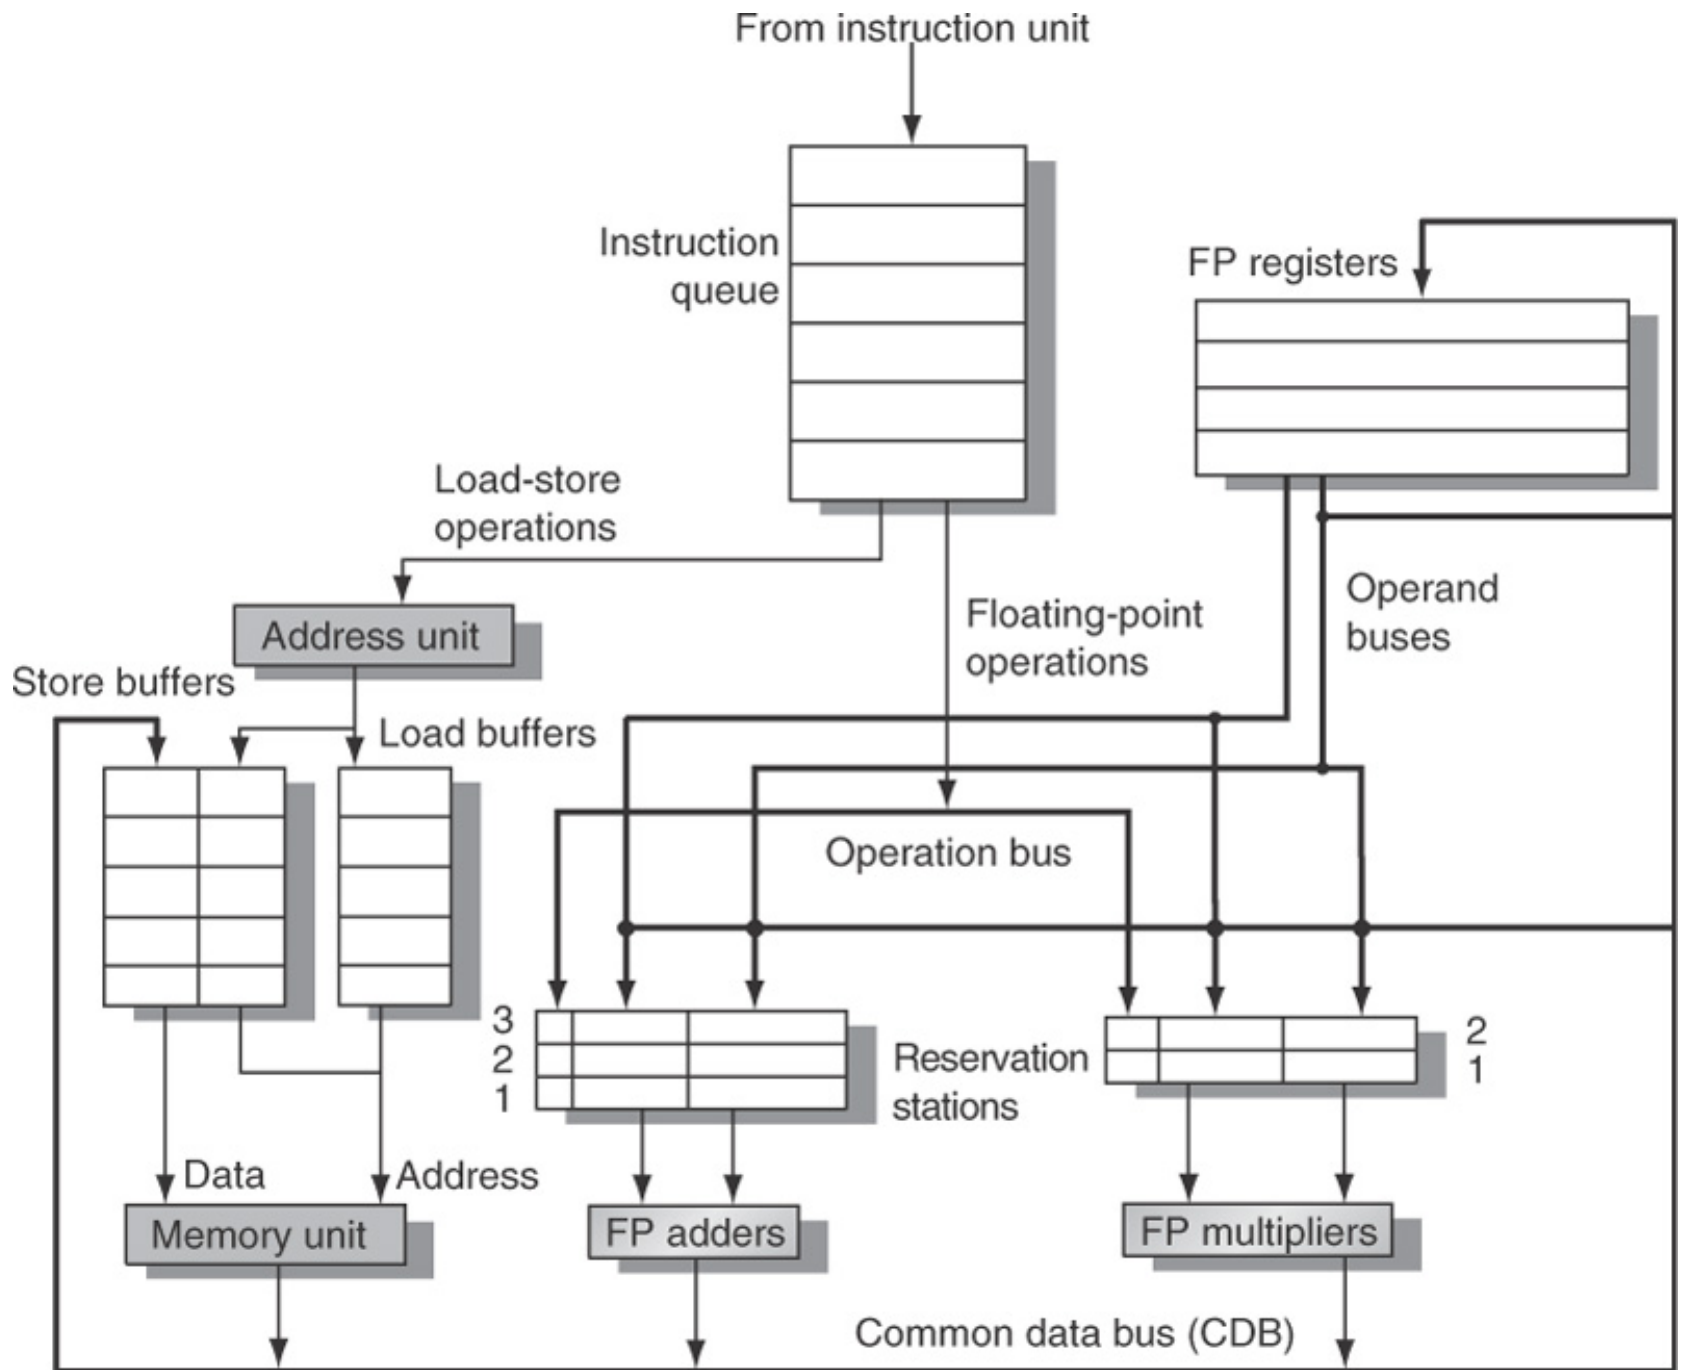 From instruction unit
Instruction
queue
FP registers
Load-store
operations
Operand
buses
Floating-point
operations
Address unit
Store buffers
Load buffers
Operation bus
3
2
1
Reservation
stations
2
1
Data
Address
Memory unit
FP adders
FP multipliers
Common data bus (CDB)